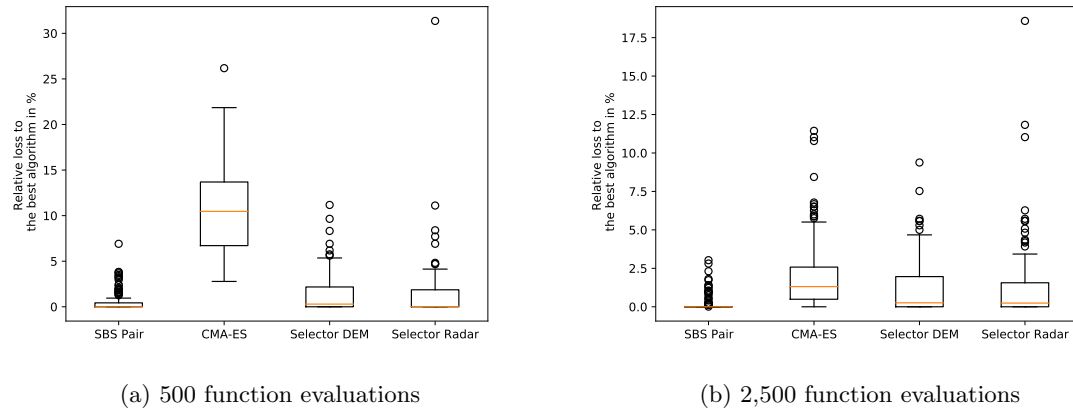 Relative loss to
the best algorithm in %
30
25
20
15
10
5
0
SBS Pair CMA-ES Selector DEM Selector Radar
(a) 500 function evaluations
Relative loss to
the best algorithm in %
17.5
15.0
12.5
10.0
7.5
5.0
2.5
0.0
SBS Pair CMA-ES Selector DEM Selector Radar
(b) 2,500 function evaluations